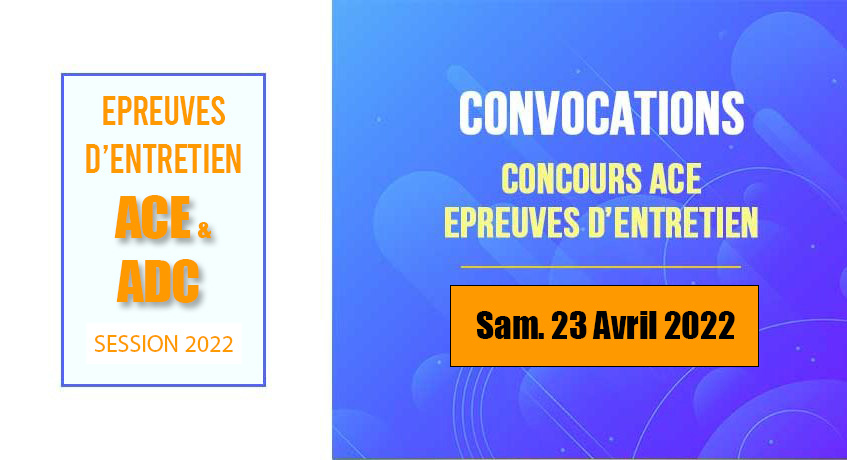 EPREUVES
D’ENTRETIEN
ACE &
ADC
SESSION 2022
CONVOCATIONS
CONCOURS ACE
EPREUVES D’ENTRETIEN
Sam. 23 Avril 2022